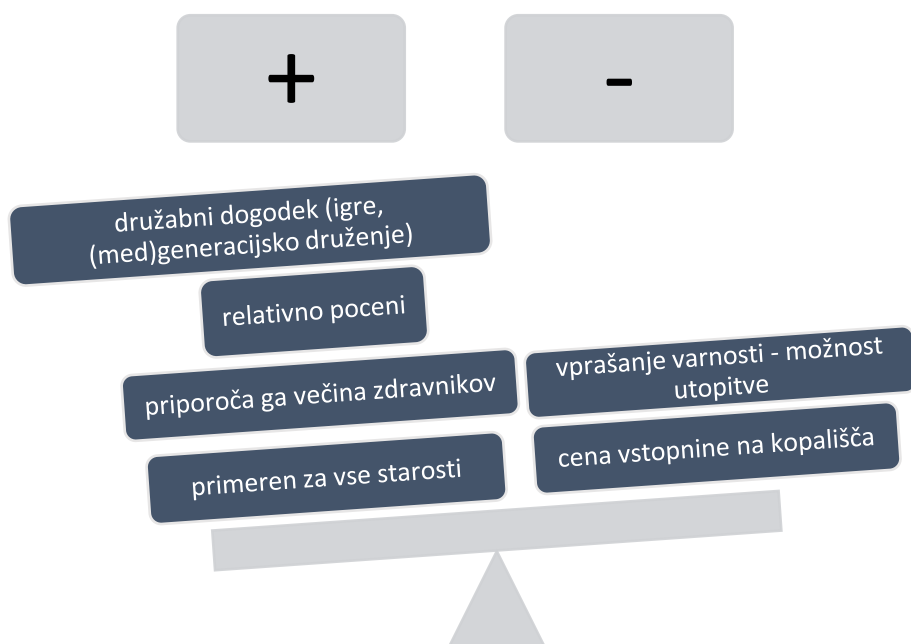 +
-
družabni dogodek (igre,
(med)generacijsko druženje)
relativno poceni
priporoča ga večina zdravnikov
primeren za vse starosti
vprašanje varnosti - možnost
utopitve
cena vstopnine na kopališča